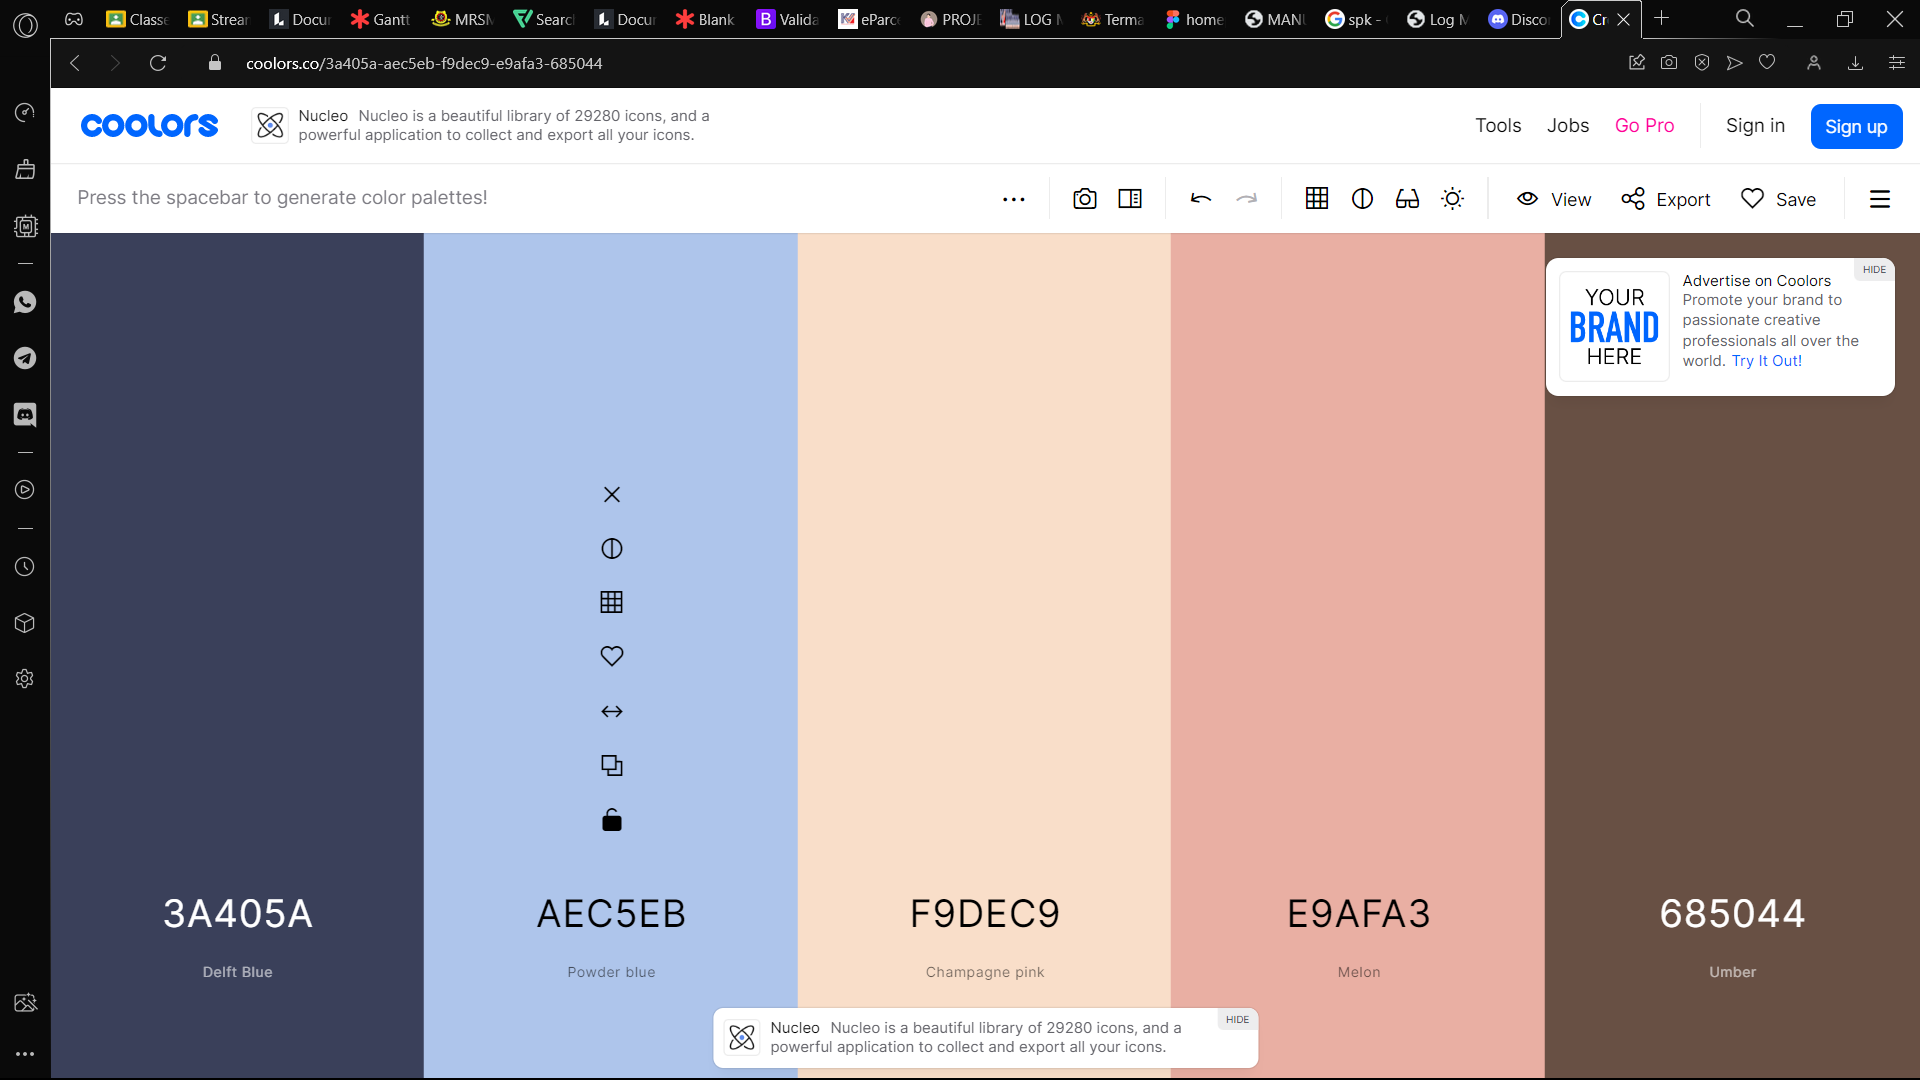 Classe
Strear
Docur
Gantt
MRSM
Searc
Docur
Blank
Valida
eParce
PROJE
LOG M
Terma
home
MANU
spk -
Log M
Disco
Cr
coolors.co/3a405a-aec5eb-f9dec9-e9afa3-685044
coolors
Nucleo Nucleo is a beautiful library of 29280 icons, and a
powerful application to collect and export all your icons.
Tools
Jobs
Go Pro
Sign in
Sign up
Press the spacebar to generate color palettes!
View
Export
Save
HIDE
YOUR
BRAND
HERE
Advertise on Coolors
Promote your brand to
passionate creative
professionals all over the
world. Try It Out!
3A405A
Delft Blue
AEC5EB
Powder blue
F9DEC9
Champagne pink
E9AFA3
Melon
685044
Umber
Nucleo Nucleo is a beautiful library of 29280 icons, and a
powerful application to collect and export all your icons.
HIDE